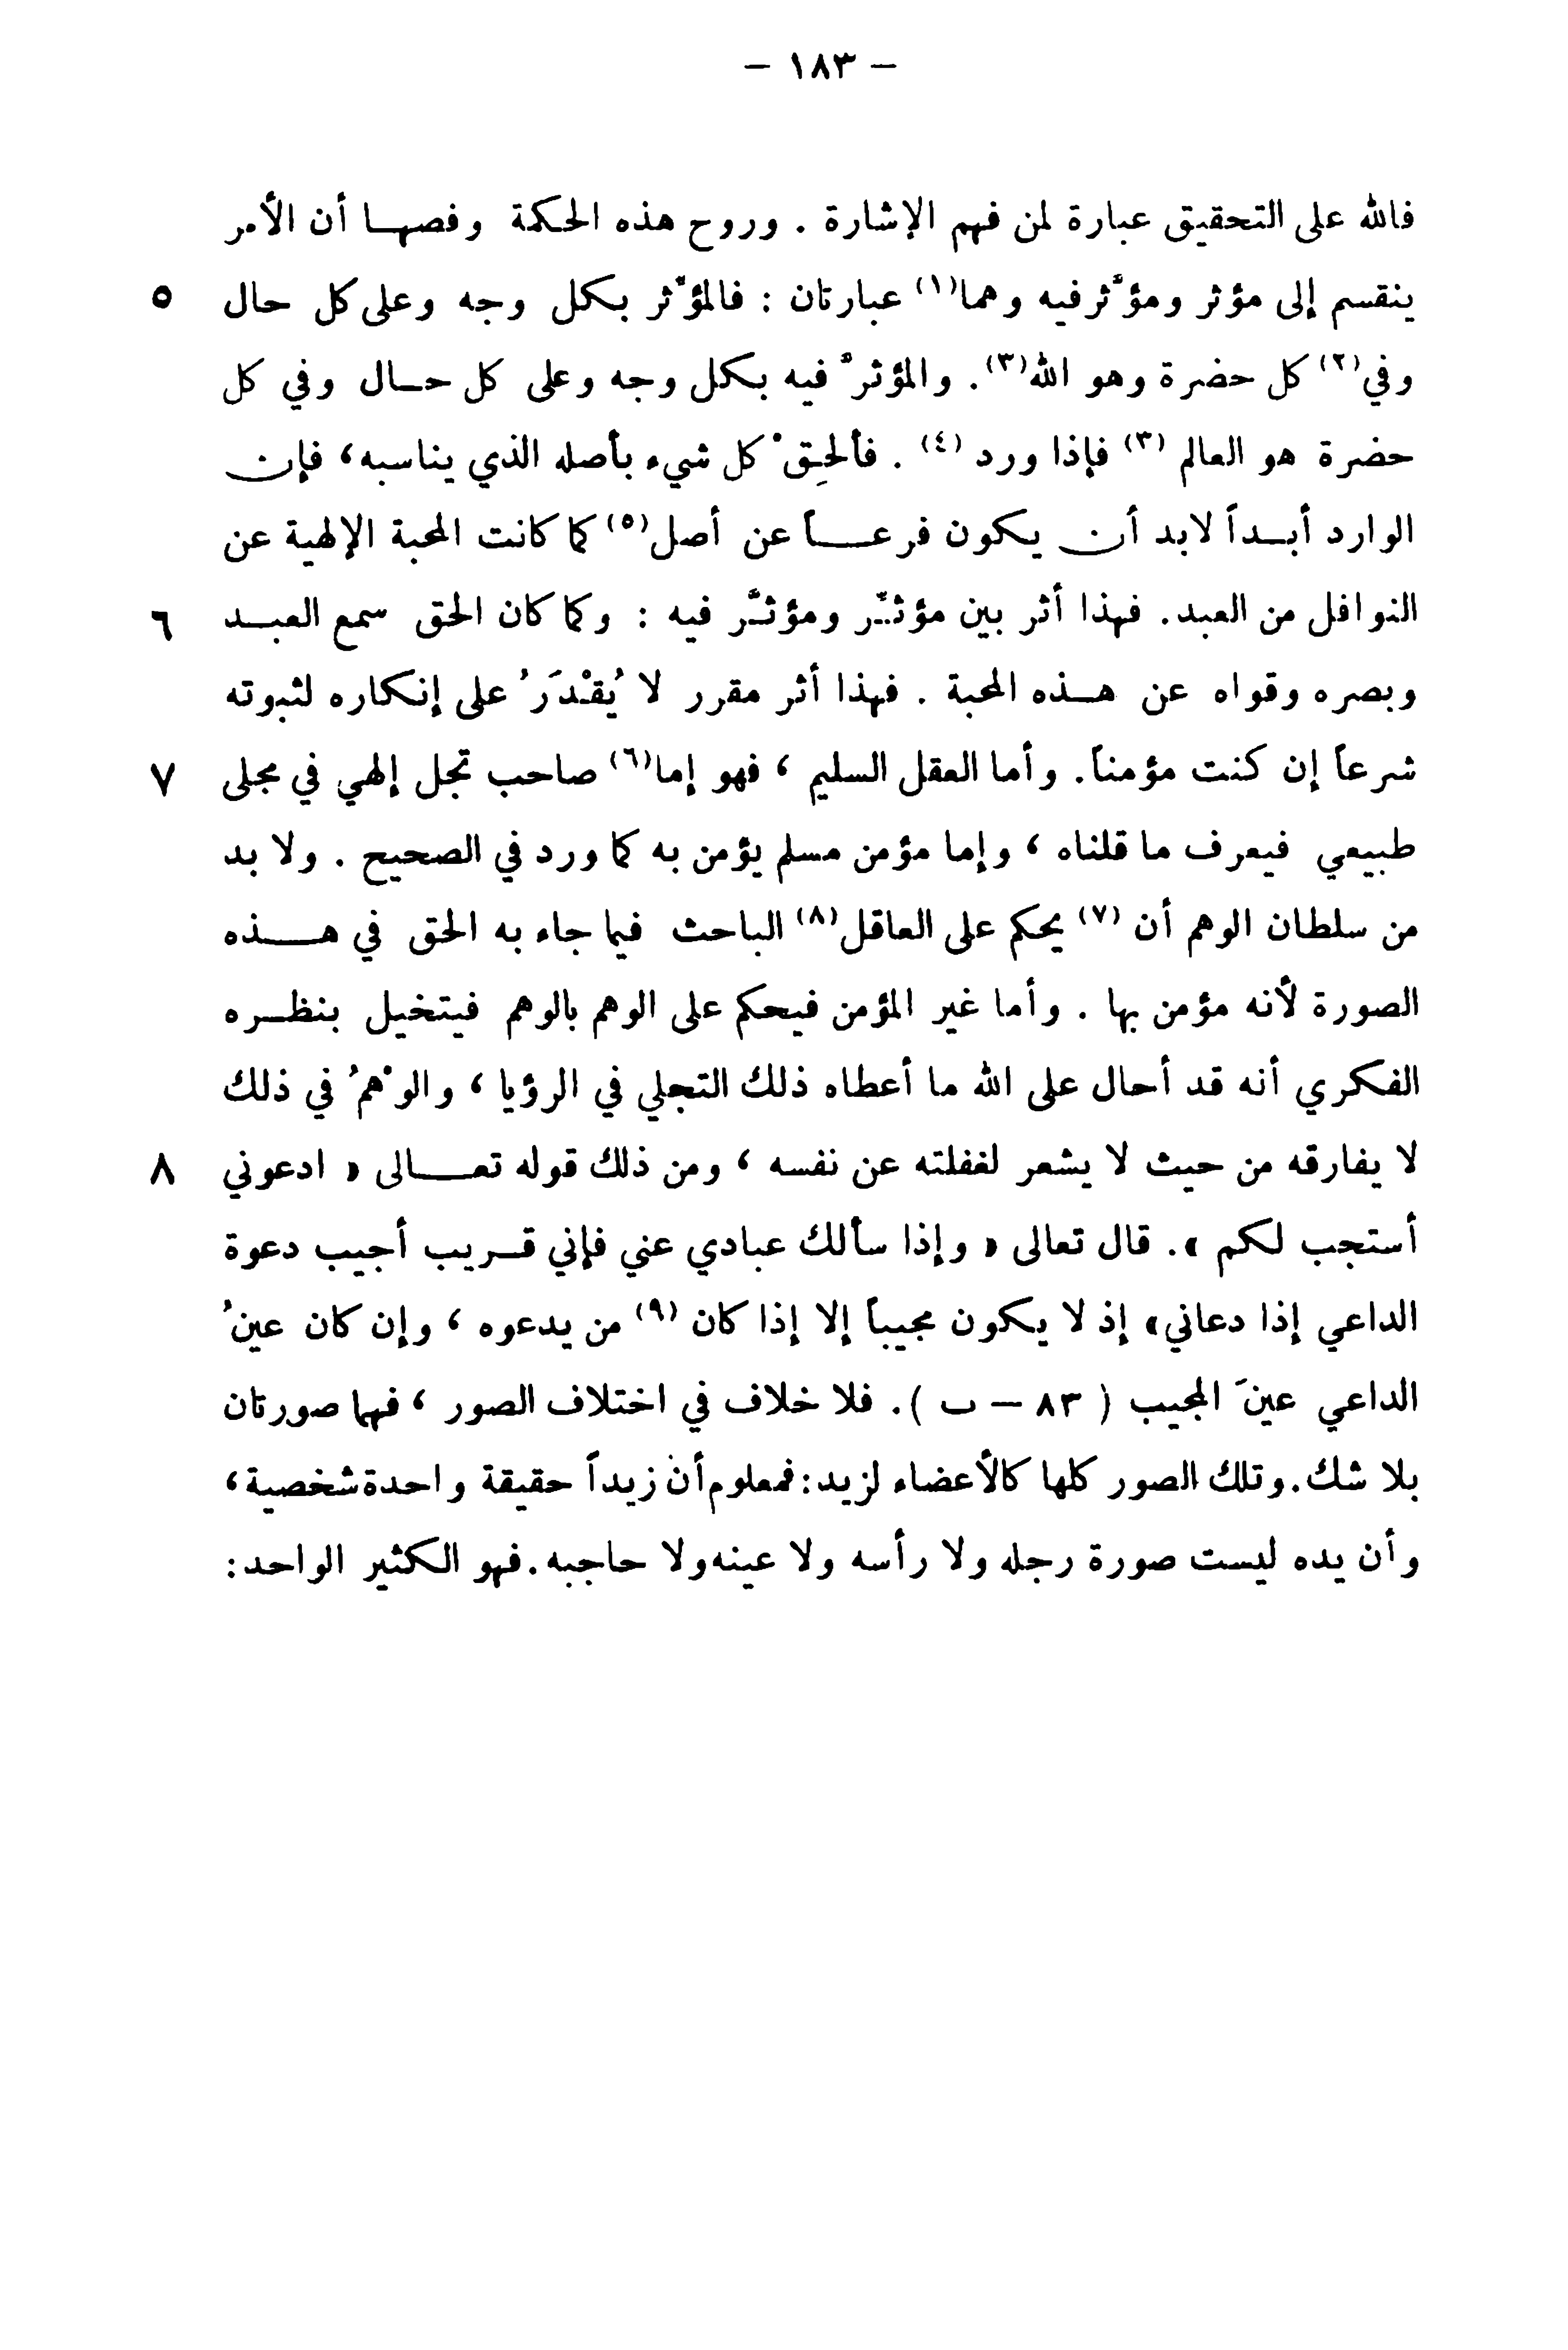 – ١٨٣ –
فالله على التحقيق عبارة لمن فهم الإشارة . وروح هذه الحكمة وفصها أن الأمر
ينقسم إلى مؤثر ومؤثَّر فيه وهما(١) عبارتان : فالمؤثِّر بكل وجه وعلى كل حال ٥
وفي(٢) كل حضرة وهو الله(٣). والمؤثَّر فيه بكل وجه وعلى كل حال وفي كل
حضرة هو العالم (٣) فإذا ورد (٤) . فألحِقْ كل شيء بأصله الذي يناسبه، فإن
الوارد أبداً لابد أن يكون فرعاً عن أصل(٥) كما كانت المحبة الإلهية عن
النوافل من العبد. فهذا أثر بين مؤثِّر ومؤثَّر فيه : وكما كان الحق سمع العبد ٦
وبصره وقواه عن هذه المحبة . فهذا أثر مقرر لا يُقْدَرُ على إنكاره لثبوته
شرعاً إن كنت مؤمناً. وأما العقل السليم ، فهو إما(٦) صاحب تجل إلهي في مجلى ٧
طبيعي فيعرف ما قلناه ، وإما مؤمن مسلم يؤمن به كما ورد في الصحيح . ولا بد
من سلطان الوهم أن (٧) يحكم على العاقل(٨) الباحث فيما جاء به الحق في هذه
الصورة لأنه مؤمن بها . وأما غير المؤمن فيحكم على الوهم بالوهم فيتخيل بنظره
الفكري أنه قد أحال على الله ما أعطاه ذلك التجلي في الرؤيا ، والوهْمُ في ذلك
لا يفارقه من حيث لا يشعر لغفلته عن نفسه ، ومن ذلك قوله تعالى « ادعوني ٨
أستجب لكم ». قال تعالى « وإذا سألك عبادي عني فإني قريب أجيب دعوة
الداعي إذا دعاني» إذ لا يكون مجيباً إلا إذا كان (٩) من يدعوه ، وإن كان عينُ
الداعي عينَ المجيب ( ٨٣ – ب ). فلا خلاف في اختلاف الصور ، فهما صورتان
بلا شك. وتلك الصور كلها كالأعضاء لزيد: فمعلوم أن زيداً حقيقة واحدة شخصية،
وأن يده ليست صورة رجله ولا رأسه ولا عينه ولا حاجبه. فهو الكثير الواحد: